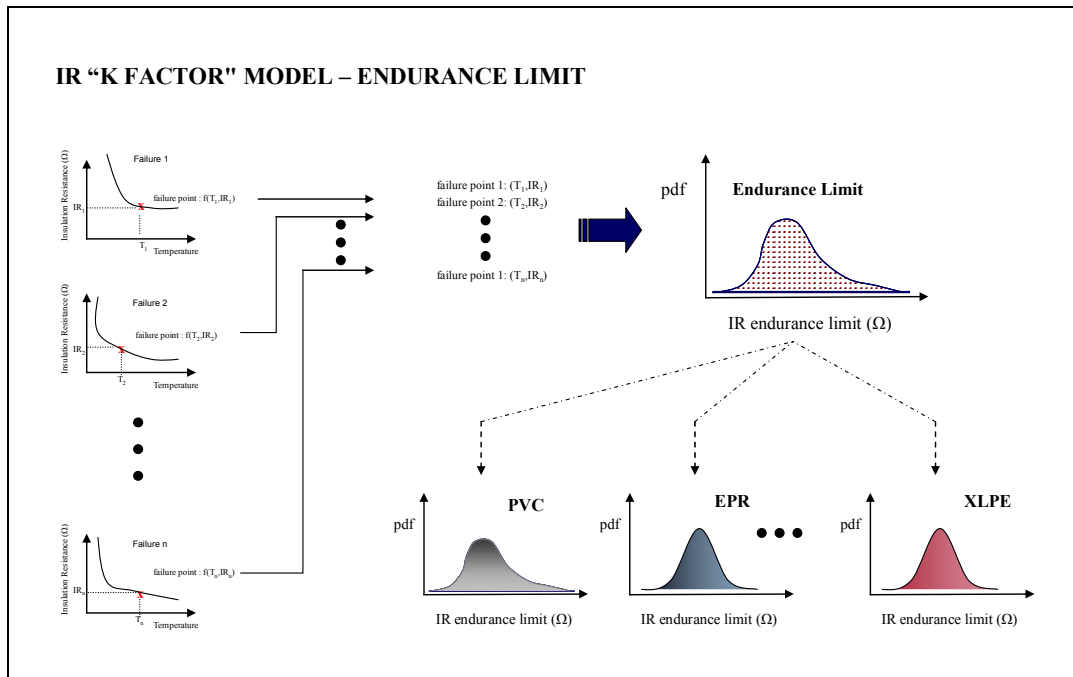 IR “K FACTOR" MODEL – ENDURANCE LIMIT
Insulation Resistance (Ω)
Failure 1
failure point : f(T₁,IR₁)
IR₁
T₁
Temperature
Insulation Resistance (Ω)
Failure 2
failure point : f(T₂,IR₂)
IR₂
T₂
Temperature
Insulation Resistance (Ω)
Failure n
failure point : f(Tₙ,IRₙ)
IRₙ
Tₙ
Temperature
failure point 1: (T₁,IR₁)
failure point 2: (T₂,IR₂)
failure point 1: (Tₙ,IRₙ)
pdf
Endurance Limit
IR endurance limit (Ω)
PVC
pdf
IR endurance limit (Ω)
EPR
pdf
IR endurance limit (Ω)
XLPE
pdf
IR endurance limit (Ω)